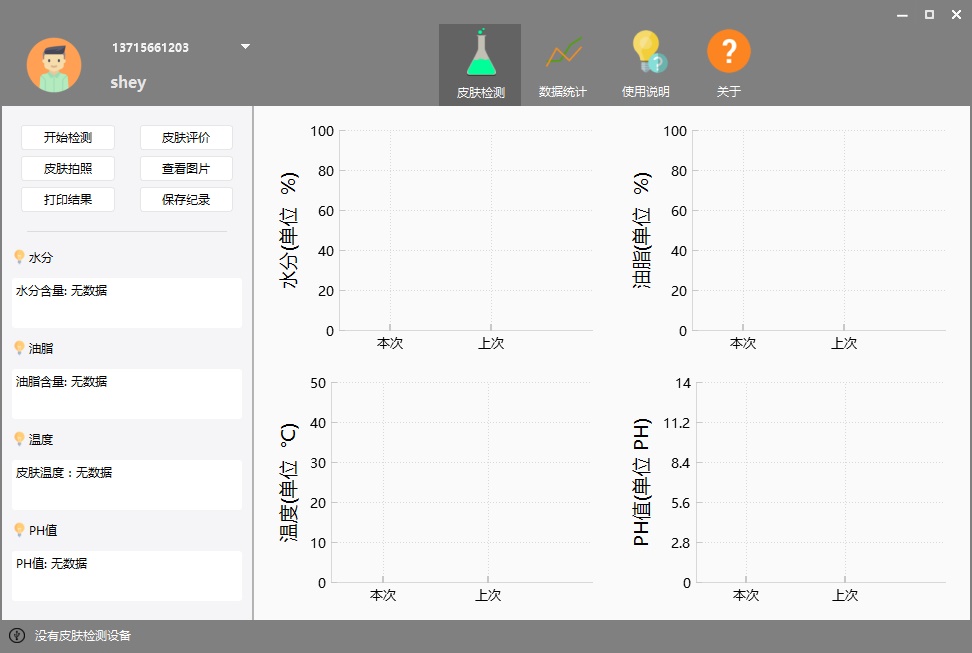 13715661203
shey
皮肤检测
数据统计
使用说明
?
关于
开始检测 皮肤评价
皮肤拍照 查看图片
打印结果 保存纪录
水分
水分含量: 无数据
油脂
油脂含量: 无数据
温度
皮肤温度：无数据
PH值
PH值: 无数据
水分(单位 %)
100
80
60
40
20
0
本次 上次
油脂(单位 %)
100
80
60
40
20
0
本次 上次
温度(单位 ℃)
50
40
30
20
10
0
本次 上次
PH值(单位 PH)
14
11.2
8.4
5.6
2.8
0
本次 上次
没有皮肤检测设备